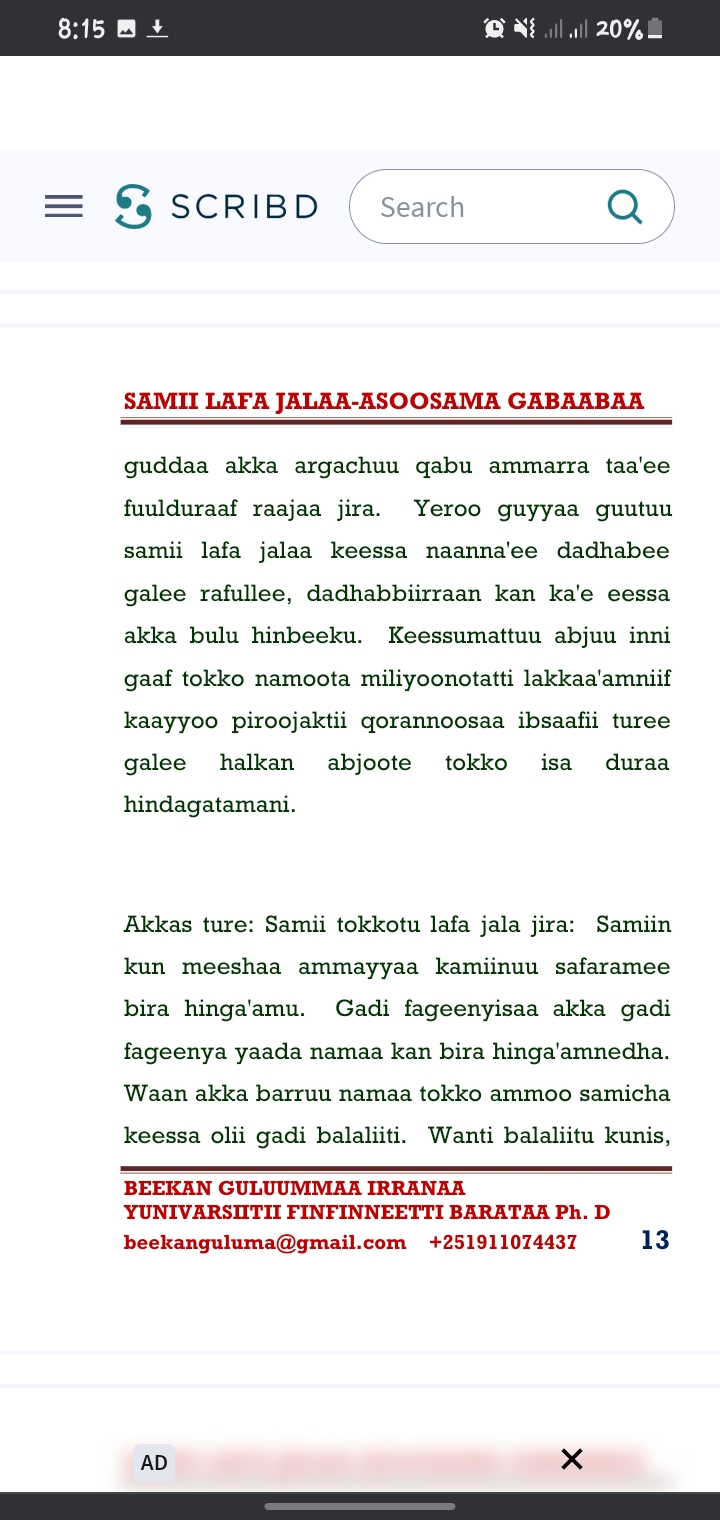 8:15
20%
SCRIBD
Search
SAMII LAFA JALAA-ASOOSAMA GABAABAA
guddaa akka argachuu qabu ammarra taa'ee
fuulduraaf raajaa jira. Yeroo guyyaa guutuu
samii lafa jalaa keessa naanna'ee dadhabee
galee rafullee, dadhabbiirraan kan ka'e eessa
akka bulu hinbeeku. Keessumattuu abjuu inni
gaaf tokko namoota miliyoonotatti lakkaa'amniif
kaayyoo piroojaktii qorannoosaa ibsaafii turee
galee halkan abjoote tokko isa duraa
hindagatamani.
Akkas ture: Samii tokkotu lafa jala jira: Samiin
kun meeshaa ammayyaa kamiinuu safaramee
bira hinga'amu. Gadi fageenyisaa akka gadi
fageenya yaada namaa kan bira hinga'amnedha.
Waan akka barruu namaa tokko ammoo samicha
keessa olii gadi balaliiti. Wanti balaliitu kunis,
BEEKAN GULUUMMAA IRRANAA
YUNIVARSIITII FINFINNEETTI BARATAA Ph. D
beekanguluma@gmail.com +251911074437 13
AD